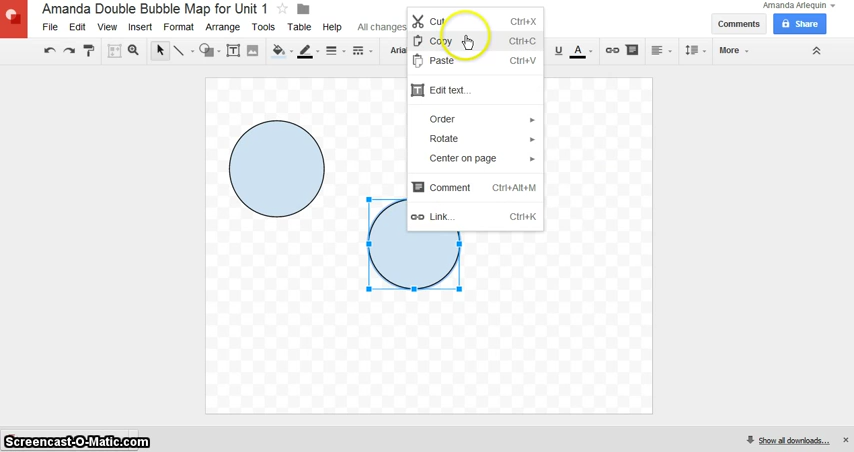 Amanda Double Bubble Map for Unit 1
Amanda Arlequin
File Edit View Insert Format Arrange Tools Table Help All changes
Comments
Share
Arial
U
A
More
Cut Ctrl+X
Copy Ctrl+C
Paste Ctrl+V
Edit text...
Order
Rotate
Center on page
Comment Ctrl+Alt+M
Link... Ctrl+K
Screencast-O-Matic.com
Show all downloads...